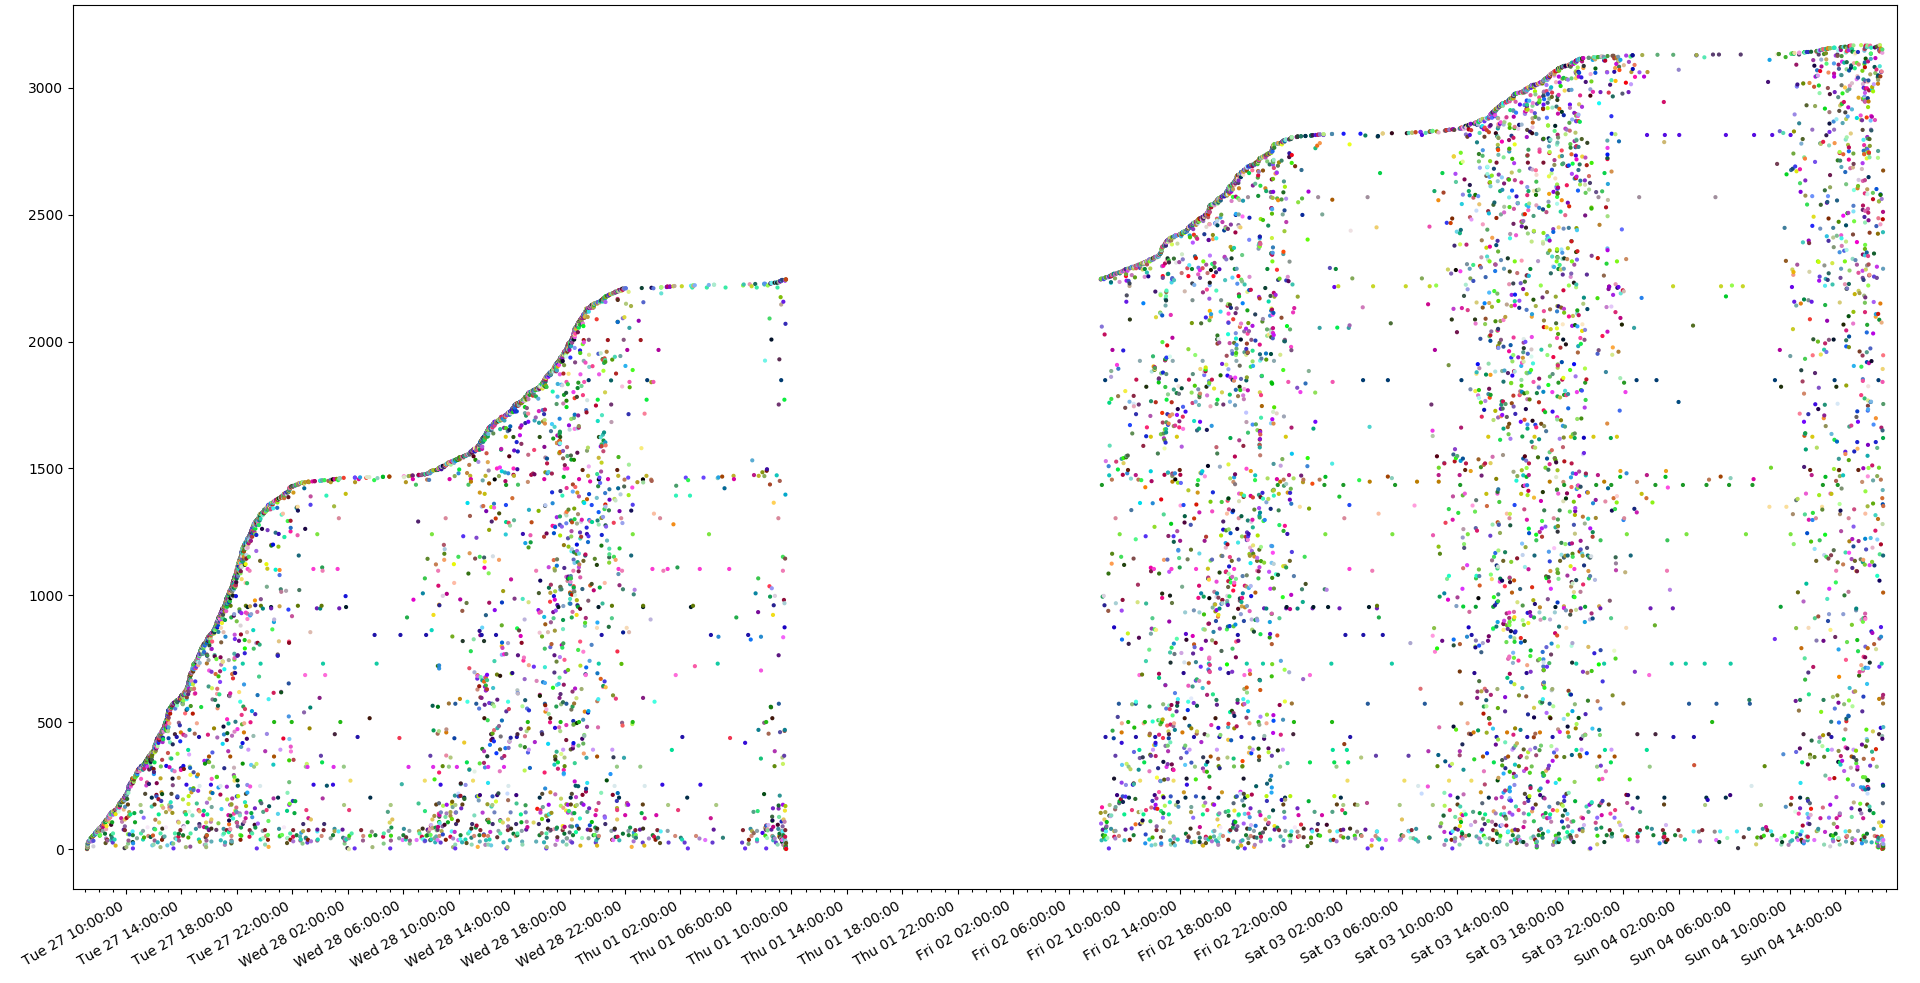 3000
2500
2000
1500
1000
500
0
Tue 27 10:00:00
Tue 27 14:00:00
Tue 27 18:00:00
Tue 27 22:00:00
Wed 28 02:00:00
Wed 28 06:00:00
Wed 28 10:00:00
Wed 28 14:00:00
Wed 28 18:00:00
Wed 28 22:00:00
Thu 01 02:00:00
Thu 01 06:00:00
Thu 01 10:00:00
Thu 01 14:00:00
Thu 01 18:00:00
Thu 01 22:00:00
Fri 02 02:00:00
Fri 02 06:00:00
Fri 02 10:00:00
Fri 02 14:00:00
Fri 02 18:00:00
Fri 02 22:00:00
Sat 03 02:00:00
Sat 03 06:00:00
Sat 03 10:00:00
Sat 03 14:00:00
Sat 03 18:00:00
Sat 03 22:00:00
Sun 04 02:00:00
Sun 04 06:00:00
Sun 04 10:00:00
Sun 04 14:00:00